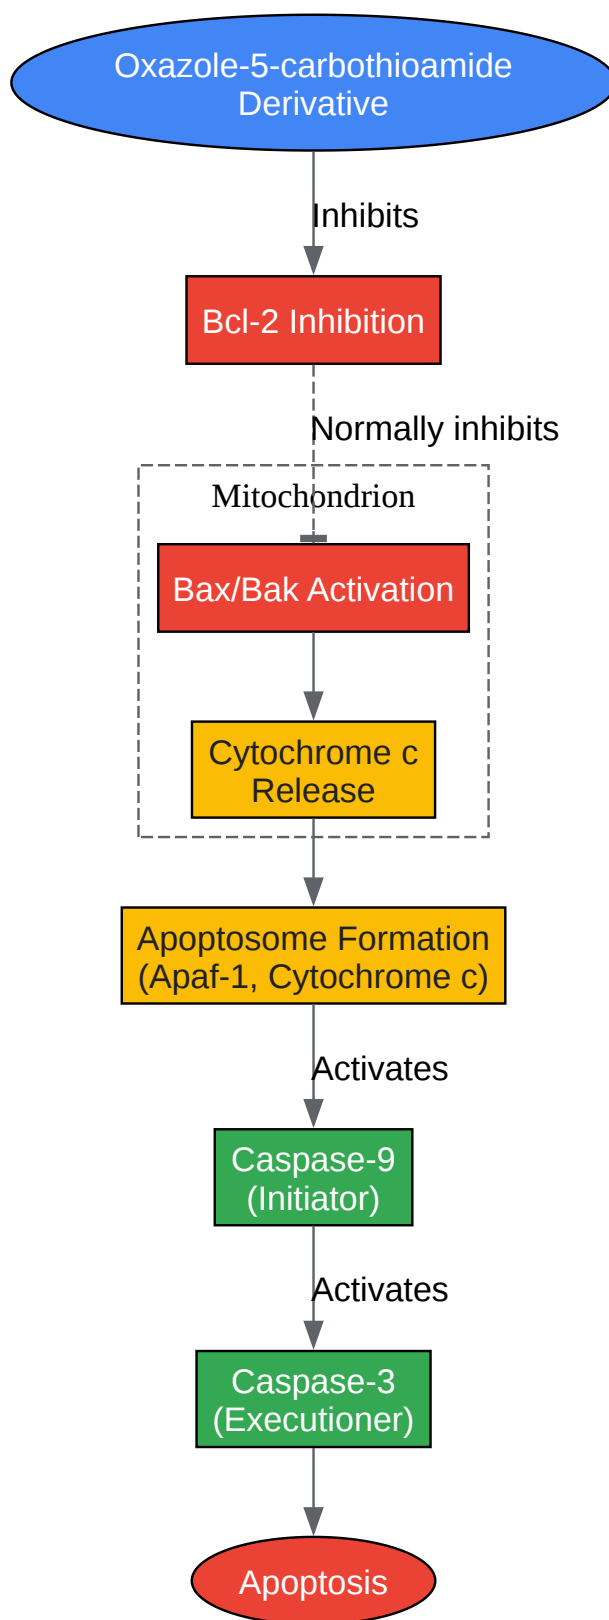 Oxazole-5-carbothioamide
Derivative
Inhibits
Bcl-2 Inhibition
Normally inhibits
Mitochondrion
Bax/Bak Activation
Cytochrome c
Release
Apoptosome Formation
(Apaf-1, Cytochrome c)
Activates
Caspase-9
(Initiator)
Activates
Caspase-3
(Executioner)
Apoptosis